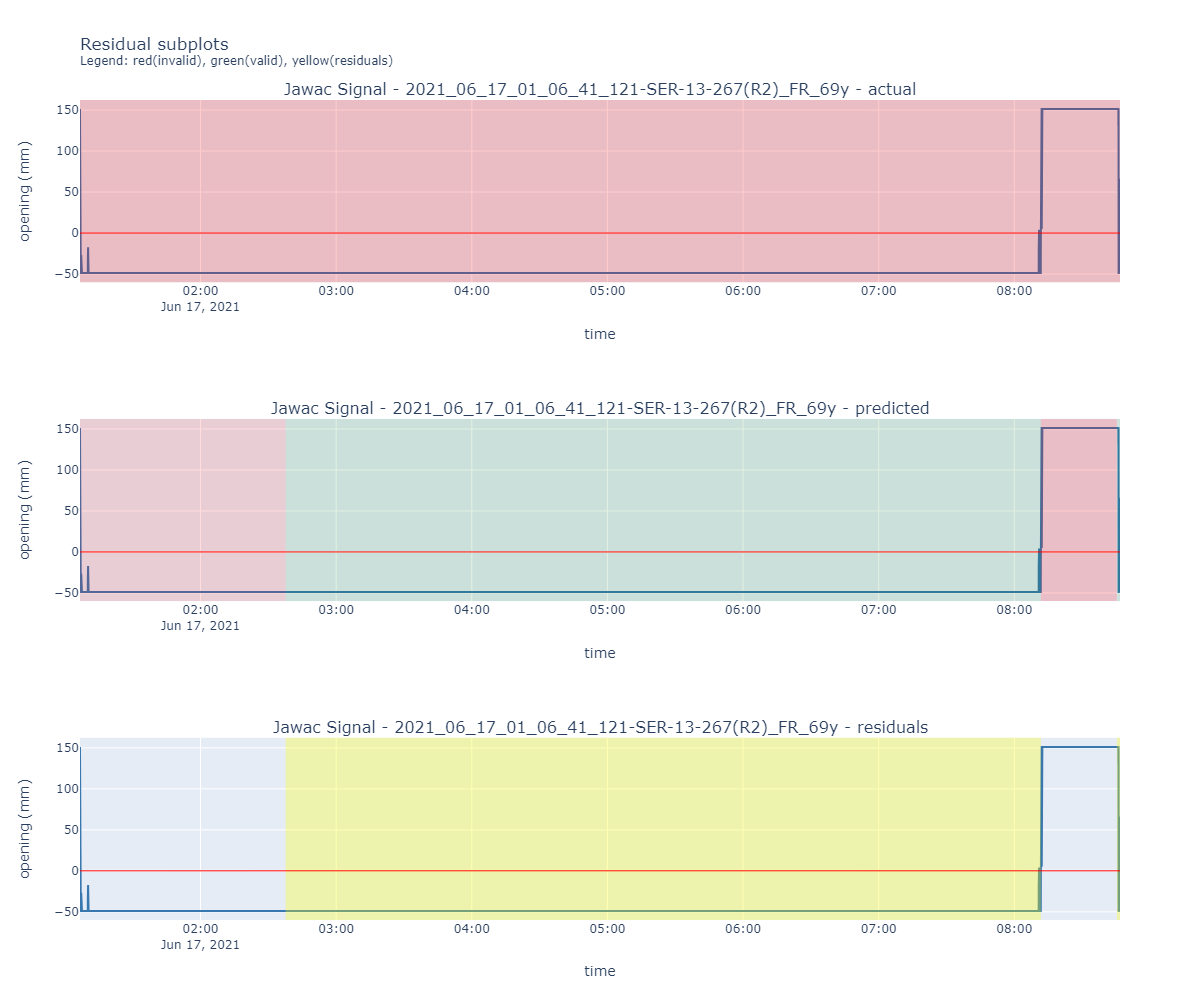 Residual subplots
Legend: red(invalid), green(valid), yellow(residuals)
Jawac Signal - 2021_06_17_01_06_41_121-SER-13-267(R2)_FR_69y - actual
150
100
50
0
−50
opening (mm)
02:00 03:00 04:00 05:00 06:00 07:00 08:00
Jun 17, 2021
time
Jawac Signal - 2021_06_17_01_06_41_121-SER-13-267(R2)_FR_69y - predicted
150
100
50
0
−50
opening (mm)
02:00 03:00 04:00 05:00 06:00 07:00 08:00
Jun 17, 2021
time
Jawac Signal - 2021_06_17_01_06_41_121-SER-13-267(R2)_FR_69y - residuals
150
100
50
0
−50
opening (mm)
02:00 03:00 04:00 05:00 06:00 07:00 08:00
Jun 17, 2021
time